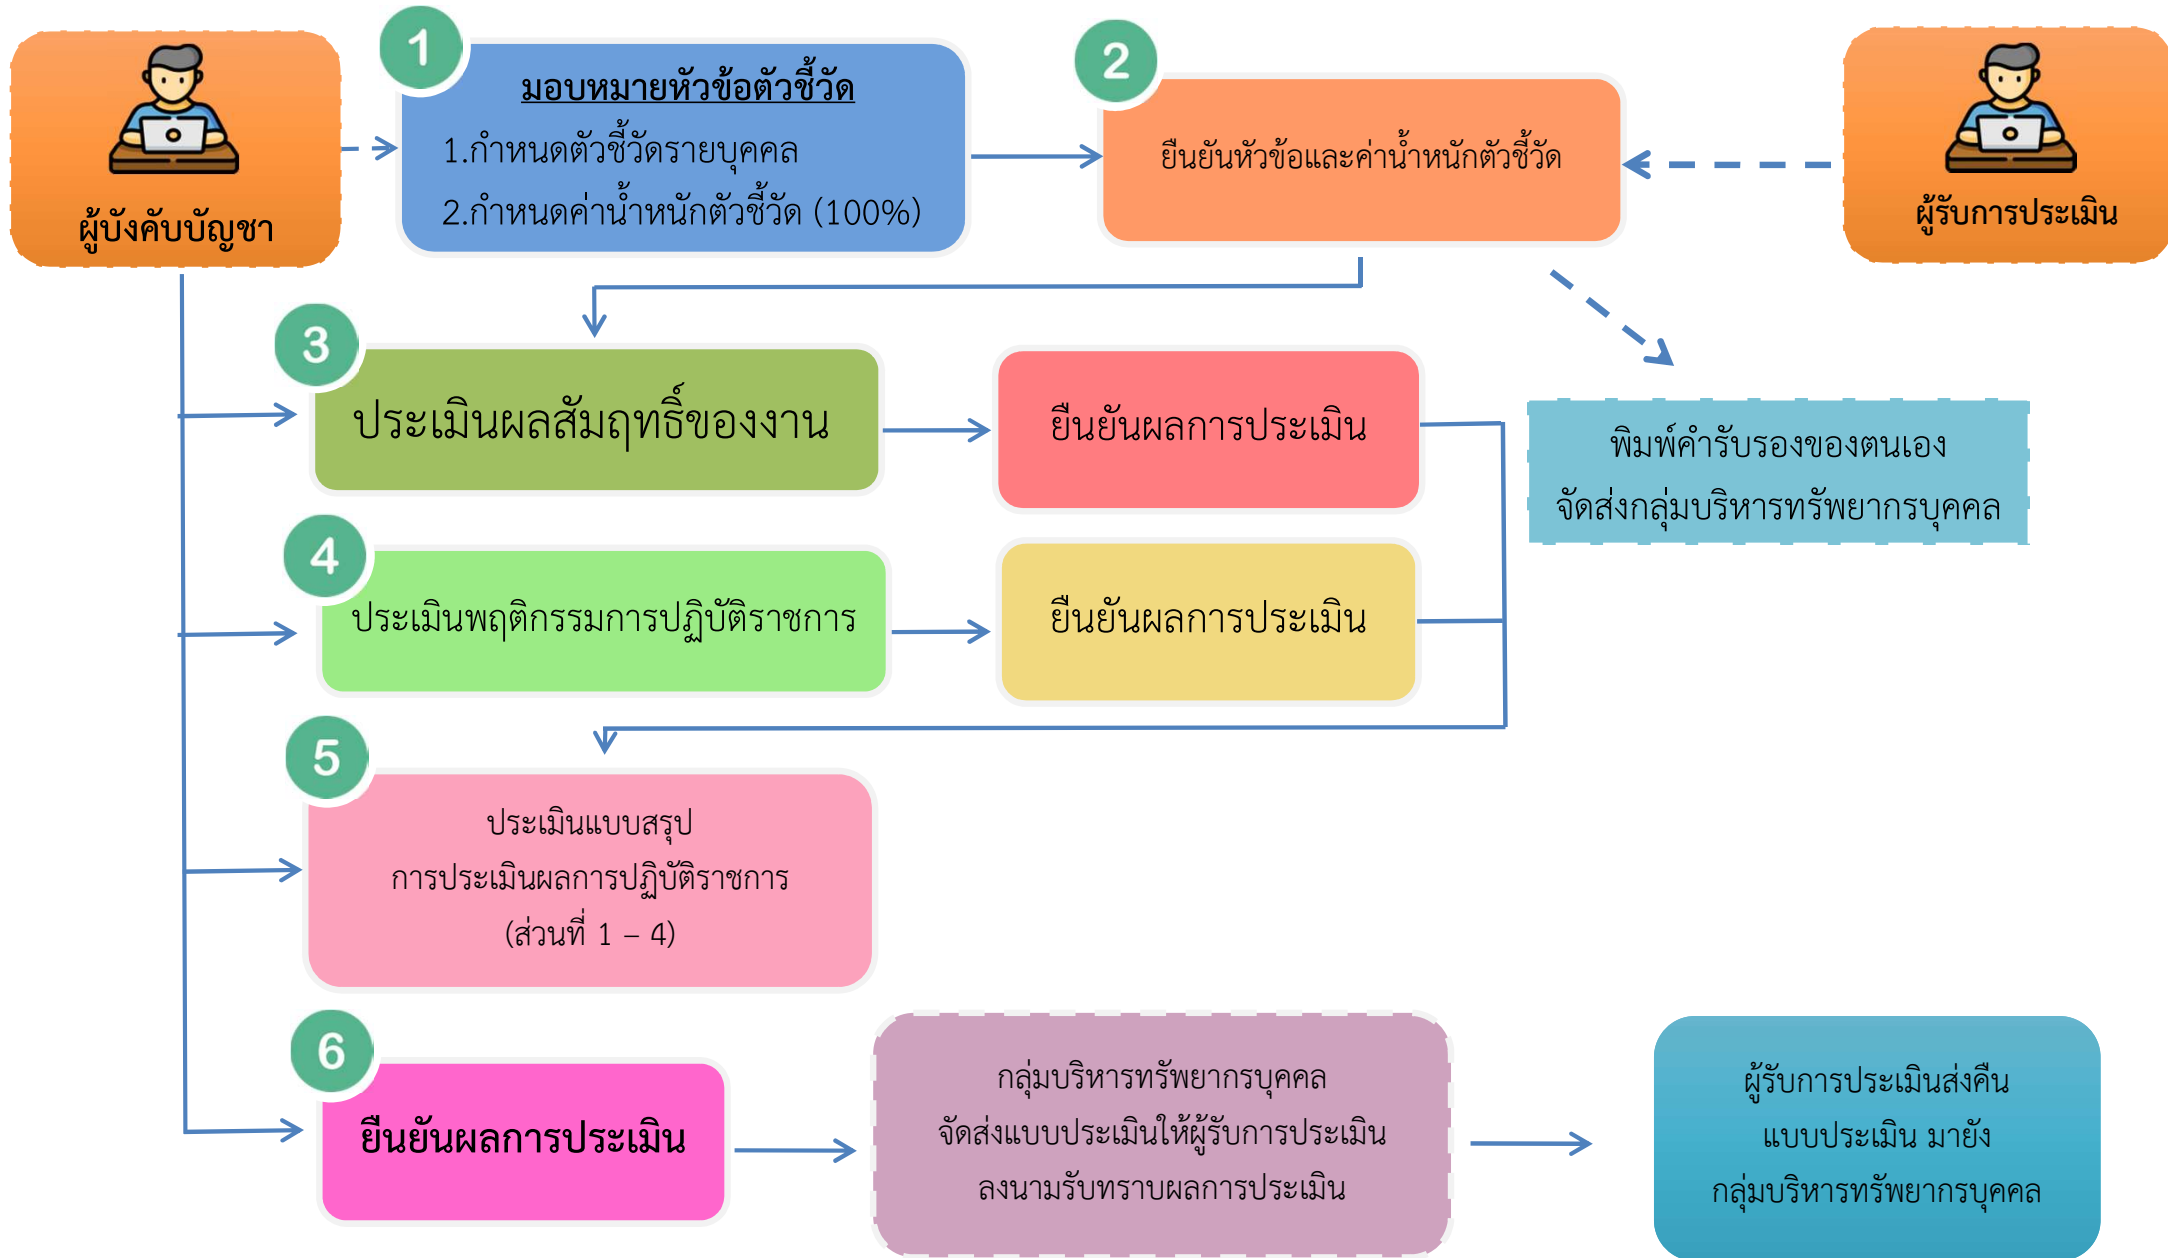 1
มอบหมายหัวข้อตัวชี้วัด
1.กำหนดตัวชี้วัดรายบุคคล
2.กำหนดค่าน้ำหนักตัวชี้วัด (100%)
ผู้บังคับบัญชา
2
ยืนยันหัวข้อและค่าน้ำหนักตัวชี้วัด
ผู้รับการประเมิน
3
ประเมินผลสัมฤทธิ์ของงาน
ยืนยันผลการประเมิน
พิมพ์คำรับรองของตนเอง
จัดส่งกลุ่มบริหารทรัพยากรบุคคล
4
ประเมินพฤติกรรมการปฏิบัติราชการ
ยืนยันผลการประเมิน
5
ประเมินแบบสรุป
การประเมินผลการปฏิบัติราชการ
(ส่วนที่ 1 – 4)
6
ยืนยันผลการประเมิน
กลุ่มบริหารทรัพยากรบุคคล
จัดส่งแบบประเมินให้ผู้รับการประเมิน
ลงนามรับทราบผลการประเมิน
ผู้รับการประเมินส่งคืน
แบบประเมิน มายัง
กลุ่มบริหารทรัพยากรบุคคล